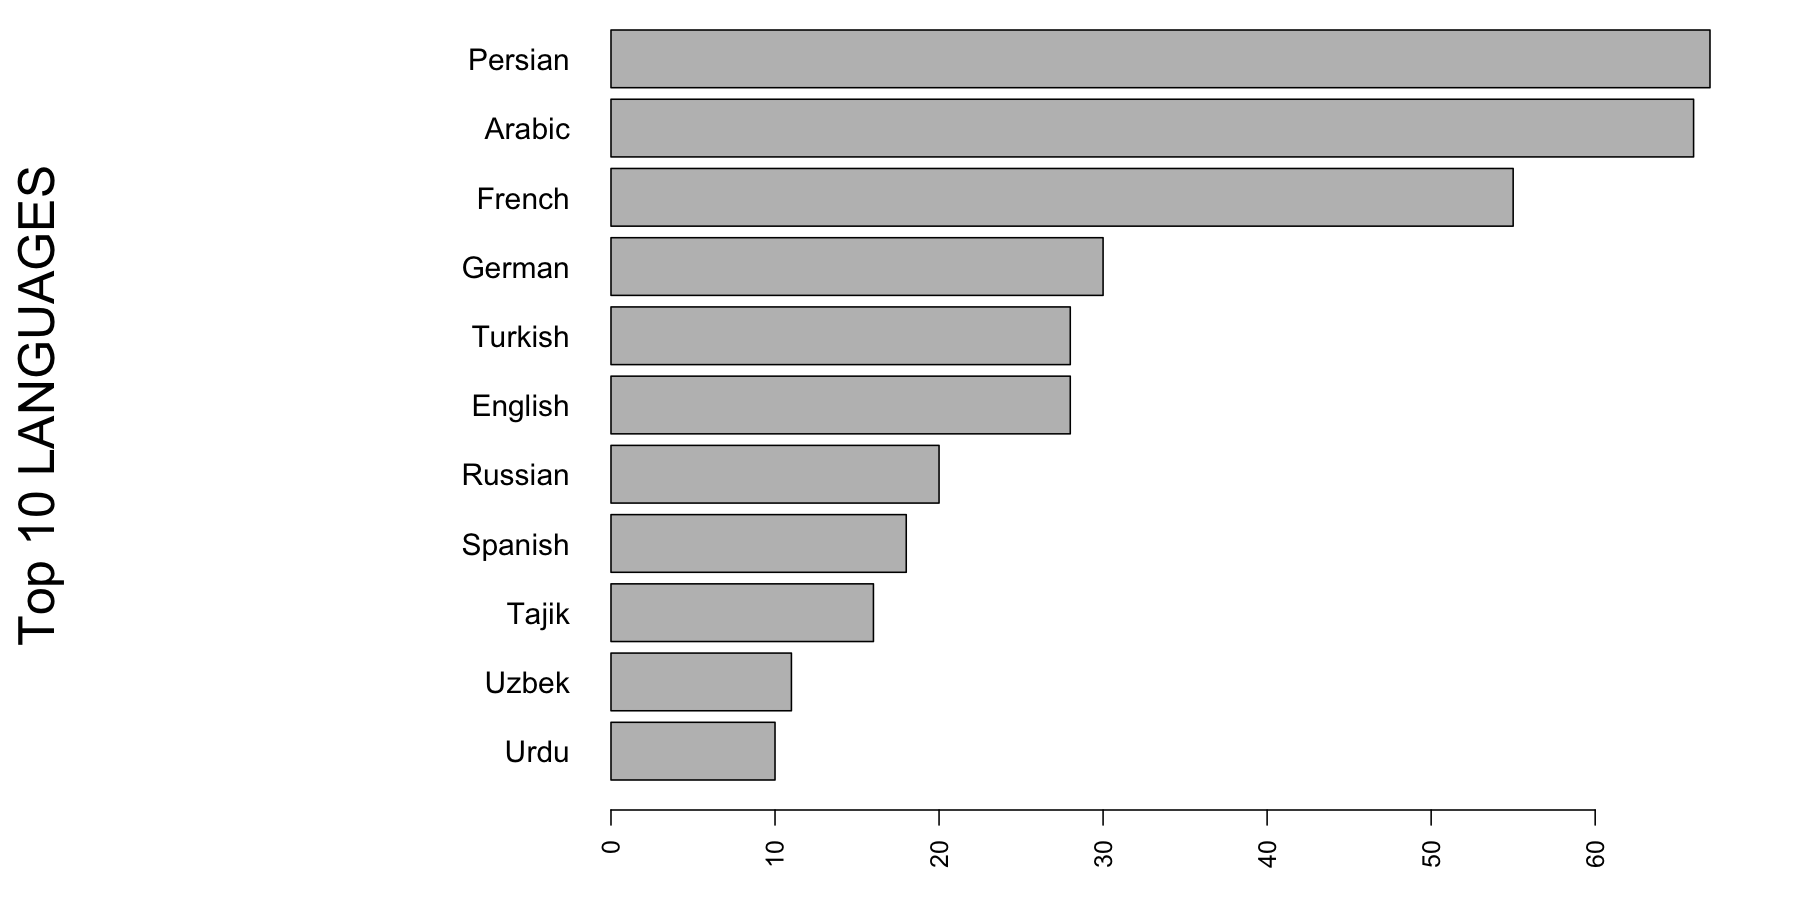 Top 10 LANGUAGES
Persian
Arabic
French
German
Turkish
English
Russian
Spanish
Tajik
Uzbek
Urdu
0 10 20 30 40 50 60